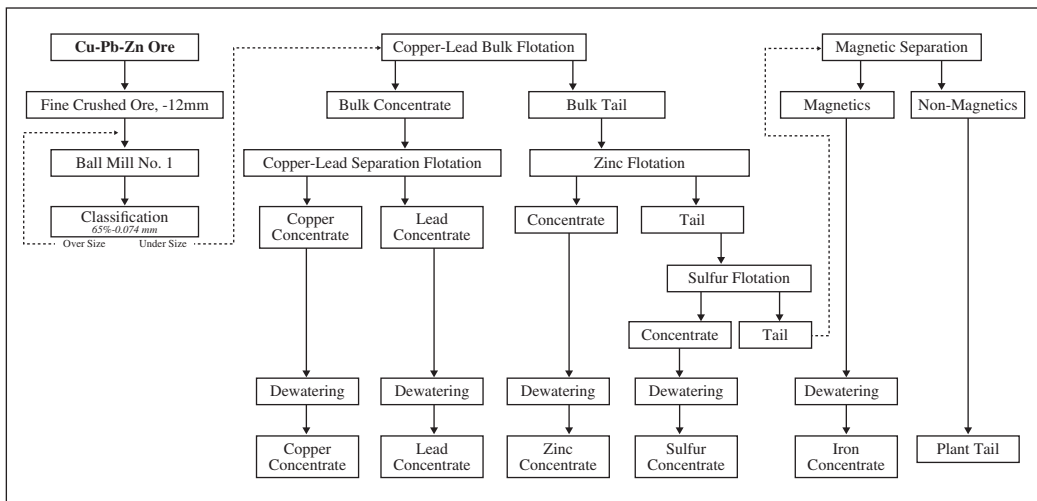 Cu-Pb-Zn Ore
Fine Crushed Ore, -12mm
Ball Mill No. 1
Classification
65%-0.074 mm
Over Size
Under Size
Copper-Lead Bulk Flotation
Bulk Concentrate
Bulk Tail
Copper-Lead Separation Flotation
Zinc Flotation
Copper
Concentrate
Lead
Concentrate
Concentrate
Tail
Sulfur Flotation
Concentrate
Tail
Magnetic Separation
Magnetics
Non-Magnetics
Dewatering
Dewatering
Dewatering
Dewatering
Dewatering
Copper
Concentrate
Lead
Concentrate
Zinc
Concentrate
Sulfur
Concentrate
Iron
Concentrate
Plant Tail